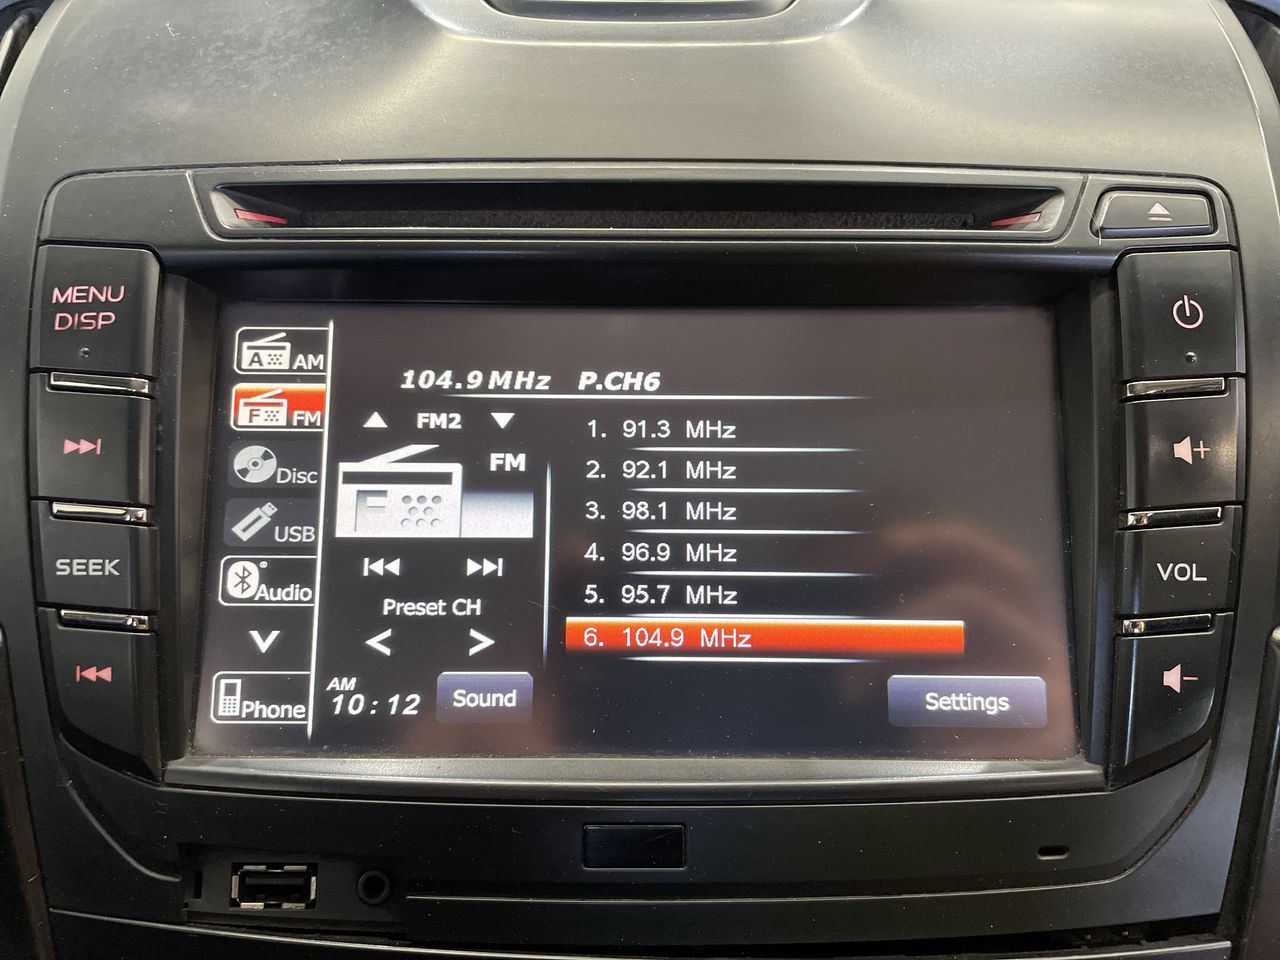 MENU
DISP
SEEK
VOL
A AM
F FM
Disc
USB
Audio
Phone
104.9 MHz P.CH6
FM2
FM
F
Preset CH
AM
10:12
Sound
1. 91.3 MHz
2. 92.1 MHz
3. 98.1 MHz
4. 96.9 MHz
5. 95.7 MHz
6. 104.9 MHz
Settings